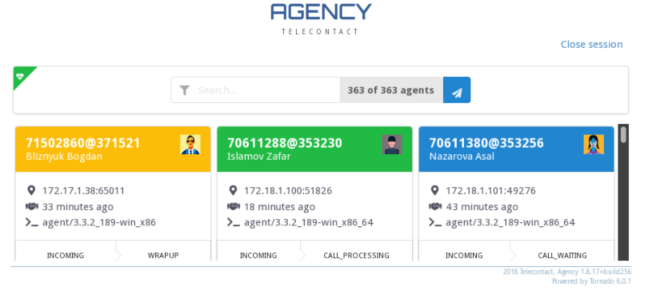 AGENCY
TELECONTACT
Close session
Search...
363 of 363 agents
71502860@371521
Bliznyuk Bogdan
172.17.1.38:65011
33 minutes ago
agent/3.3.2_189-win_x86
INCOMING
WRAPUP
70611288@353230
Islamov Zafar
172.18.1.100:51826
18 minutes ago
agent/3.3.2_189-win_x86_64
INCOMING
CALL_PROCESSING
70611380@353256
Nazarova Asal
172.18.1.101:49276
43 minutes ago
agent/3.3.2_189-win_x86_64
INCOMING
CALL_WAITING
2018 Telecontact, Agency 1.8.17+build256
Powered by Tornado 6.0.1